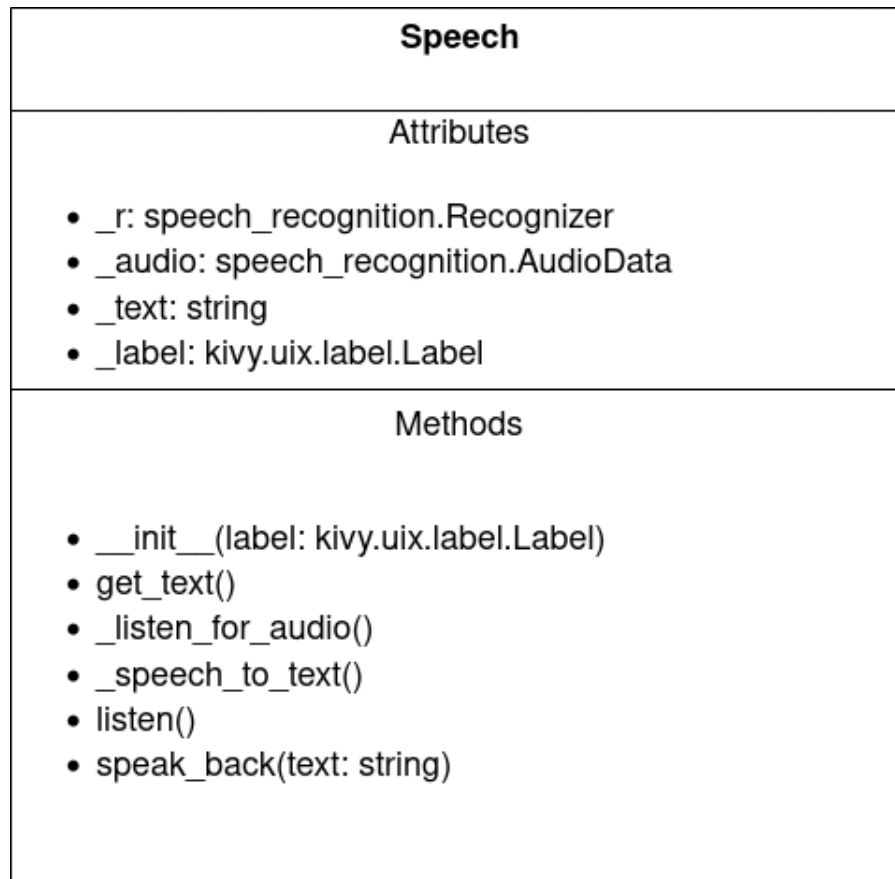 Speech
Attributes
• _r: speech_recognition.Recognizer
• _audio: speech_recognition.AudioData
• _text: string
• _label: kivy.uix.label.Label
Methods
• __init__(label: kivy.uix.label.Label)
• get_text()
• _listen_for_audio()
• _speech_to_text()
• listen()
• speak_back(text: string)